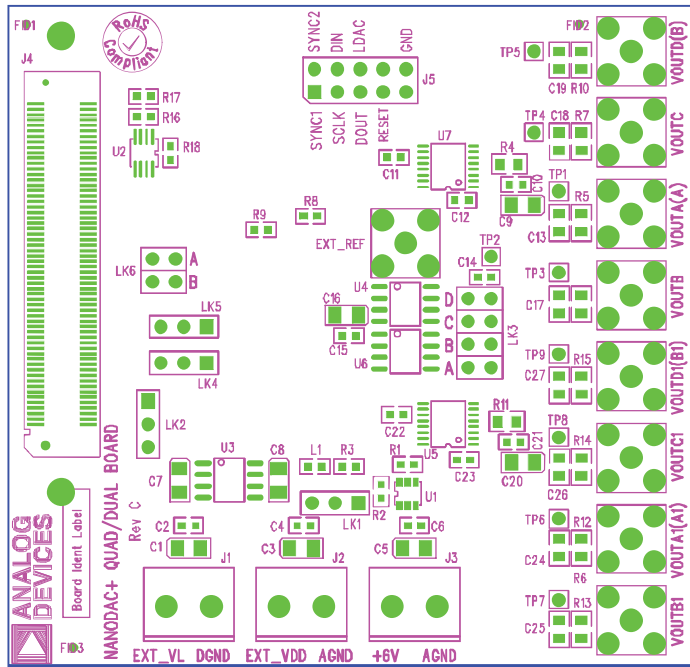 FID1
RoHS
Compliant
J4
SYNC2
DIN
LDAC
GND
J5
SYNC1
SCLK
DOUT
RESET
FID2
TP5
C19 R10
VOUTD(B)
TP4
C18 R7
VOUTC
R17
R16
U2
R18
U7
C11
R4
C10
C12
C9
TP1
R5
C13
VOUTA(A)
R8
R9
EXT_REF
TP2
C14
TP3
C17
VOUTB
LK6
A
B
U4
C16
C15
U6
D
C
B
A
LK3
LK5
LK4
TP9
R15
C27
VOUTD1(B1)
LK2
C22
U5
R11
C21
C20
C23
TP8
R14
C26
VOUTC1
U3
C7
C8
L1
R3
R1
U1
R2
LK1
C2
C4
C6
C1
C3
C5
TP6
R12
C24
VOUTA1(A1)
R6
TP7
R13
C25
VOUTB1
ANALOG
DEVICES
Board Ident Label
NANODAC+ QUAD/DUAL BOARD
Rev C
FID3
J1
J2
J3
EXT_VL DGND
EXT_VDD AGND
+6V AGND